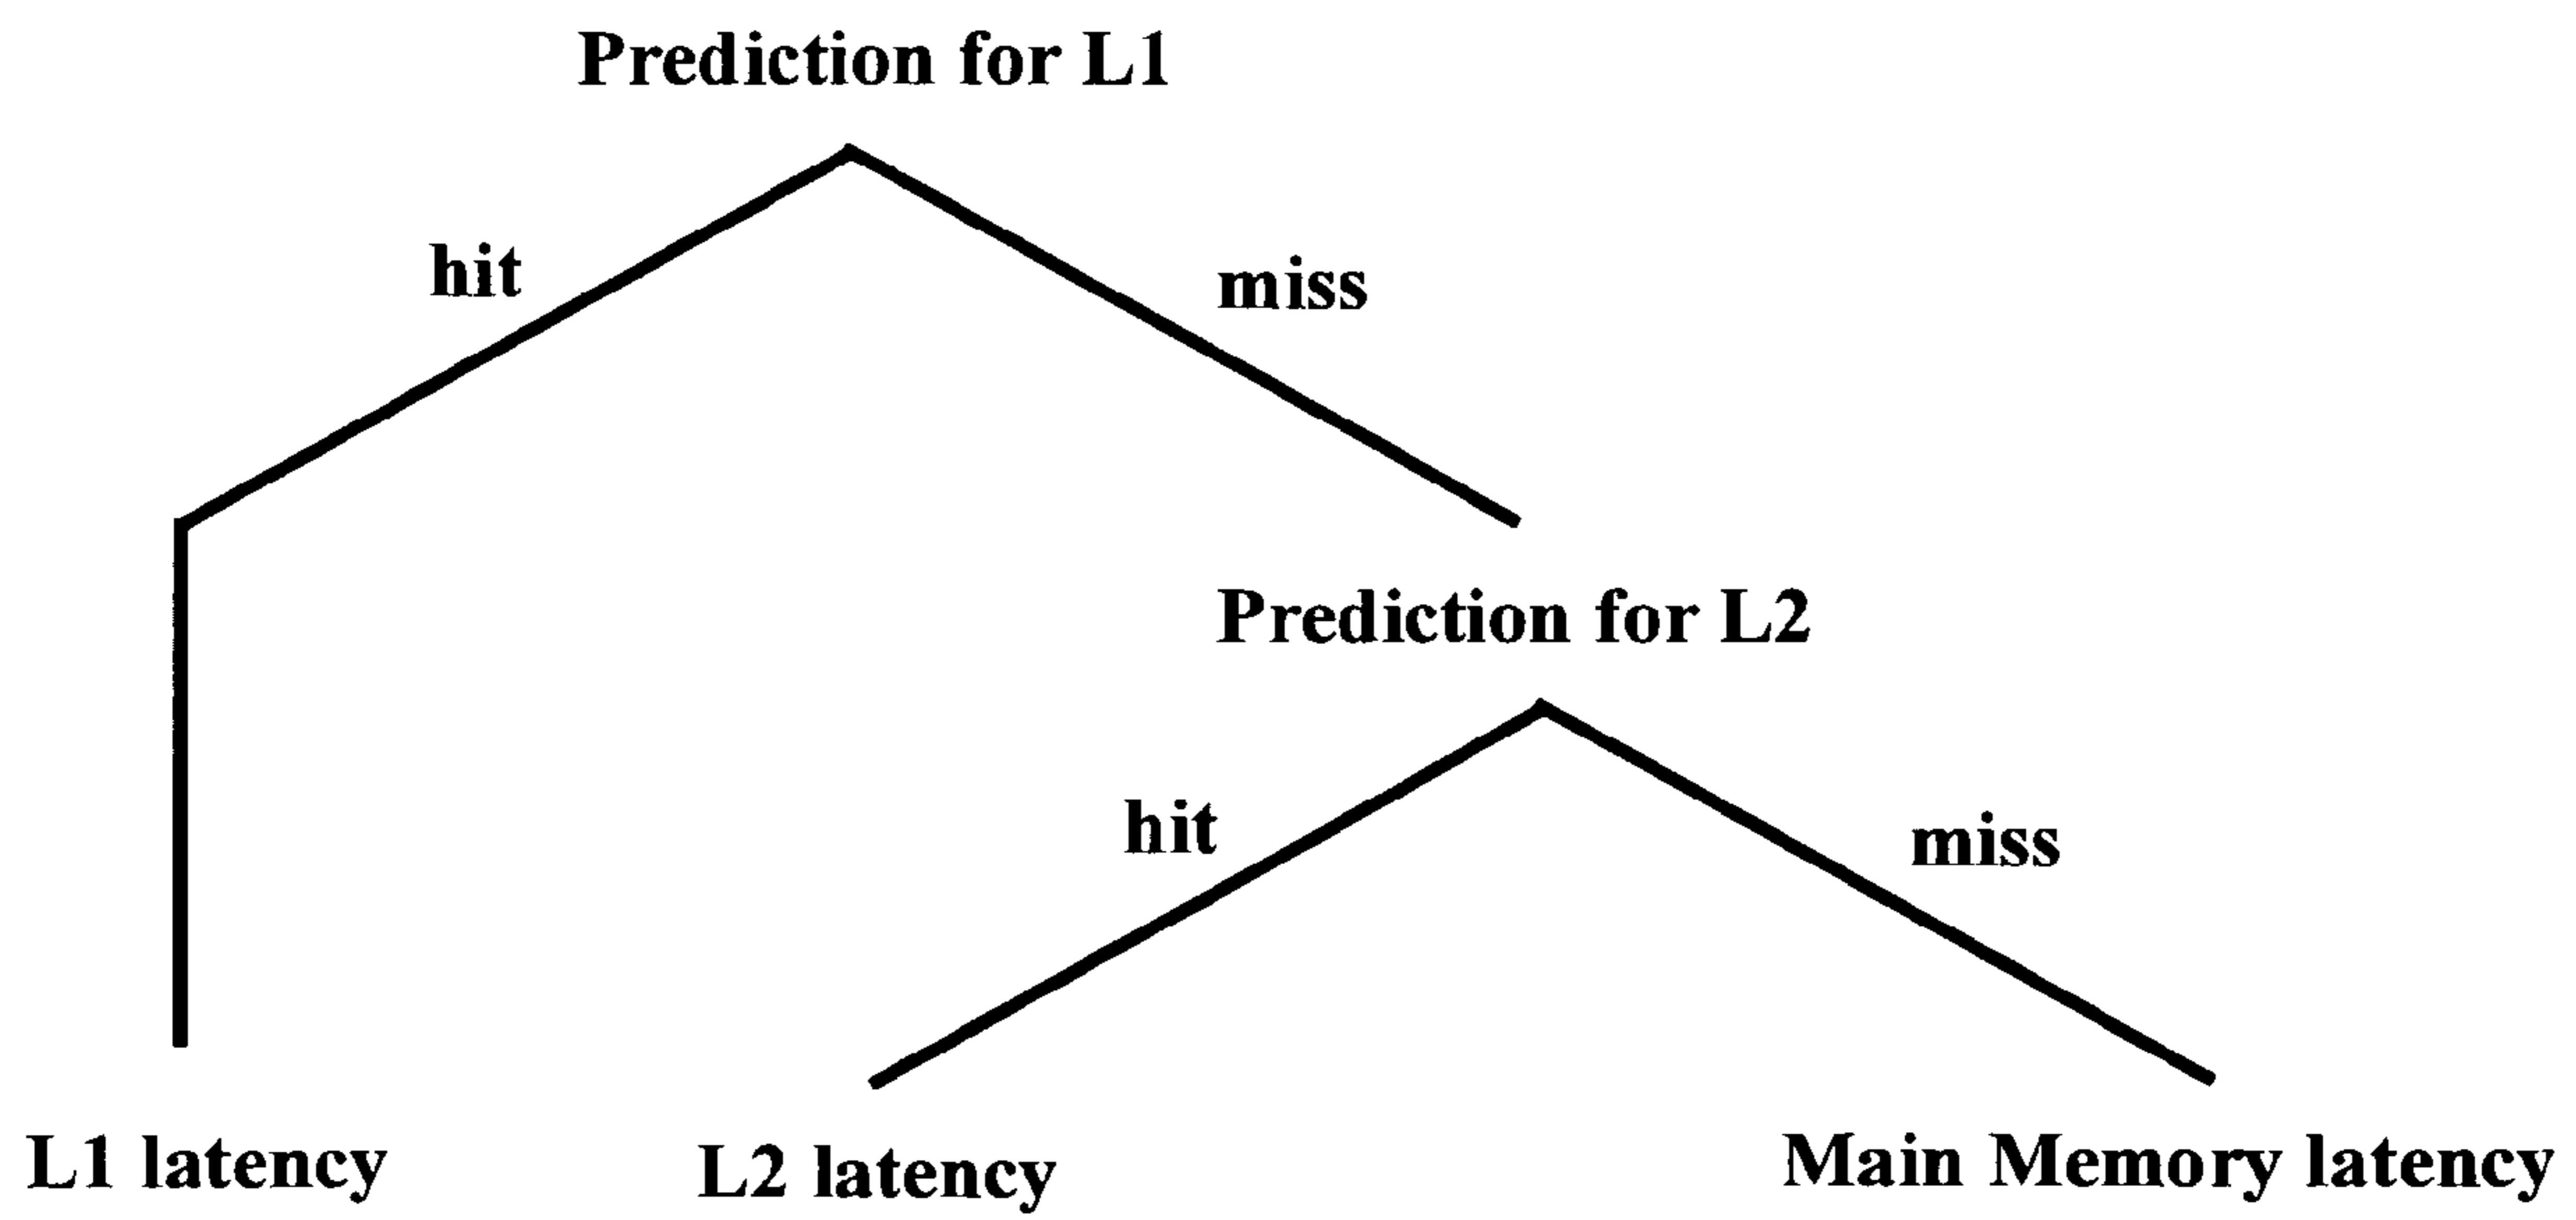 Prediction for L1
hit
miss
Prediction for L2
hit
miss
L1 latency
L2 latency
Main Memory latency